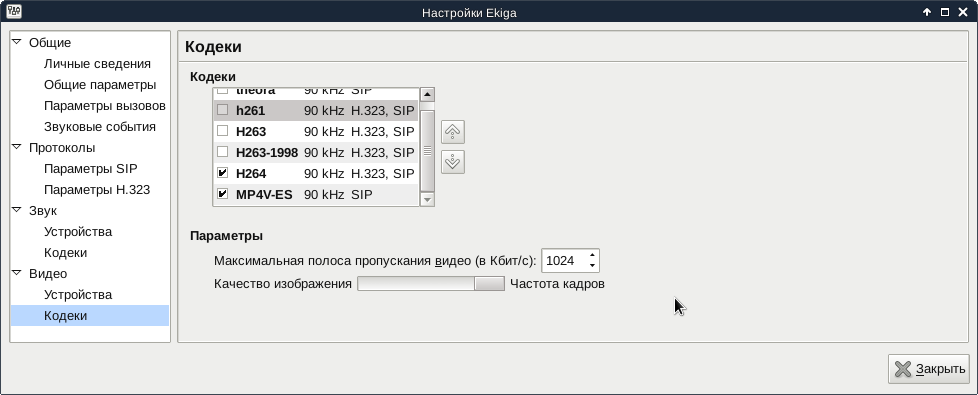 Настройки Ekiga
Общие
Личные сведения
Общие параметры
Параметры вызовов
Звуковые события
Протоколы
Параметры SIP
Параметры H.323
Звук
Устройства
Кодеки
Видео
Устройства
Кодеки
Кодеки
Кодеки
theora 90 kHz SIP
h261 90 kHz H.323, SIP
H263 90 kHz H.323, SIP
H263-1998 90 kHz H.323, SIP
H264 90 kHz H.323, SIP
MP4V-ES 90 kHz SIP
Параметры
Максимальная полоса пропускания видео (в Кбит/с): 1024
Качество изображения Частота кадров
Закрыть